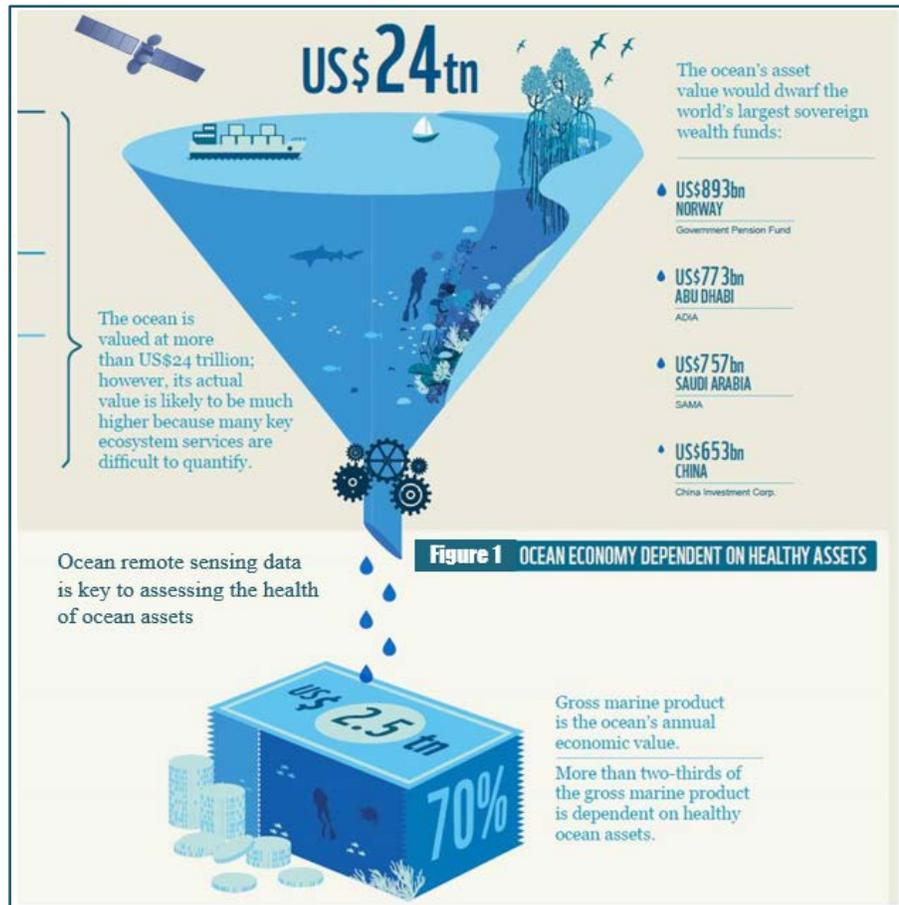 US$24tn
The ocean's asset
value would dwarf the
world's largest sovereign
wealth funds:
US$893bn
NORWAY
Government Pension Fund
US$773bn
ABU DHABI
ADIA
US$757bn
SAUDI ARABIA
SAMA
US$653bn
CHINA
China Investment Corp.
The ocean is
valued at more
than US$24 trillion;
however, its actual
value is likely to be much
higher because many key
ecosystem services are
difficult to quantify.
Figure 1 OCEAN ECONOMY DEPENDENT ON HEALTHY ASSETS
Ocean remote sensing data
is key to assessing the health
of ocean assets
US$ 2.5 tn
70%
Gross marine product
is the ocean's annual
economic value.
More than two-thirds of
the gross marine product
is dependent on healthy
ocean assets.